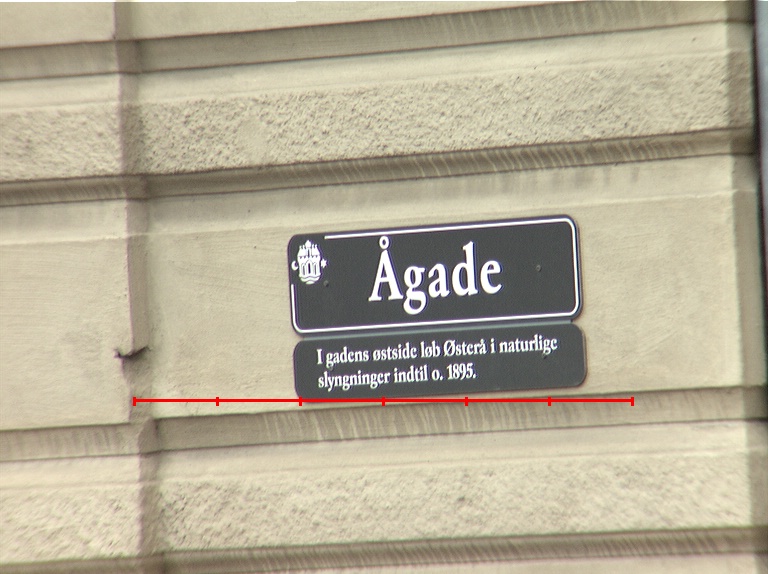 Ågade
I gadens østside løb Østerå i naturlige
slyngninger indtil o. 1895.